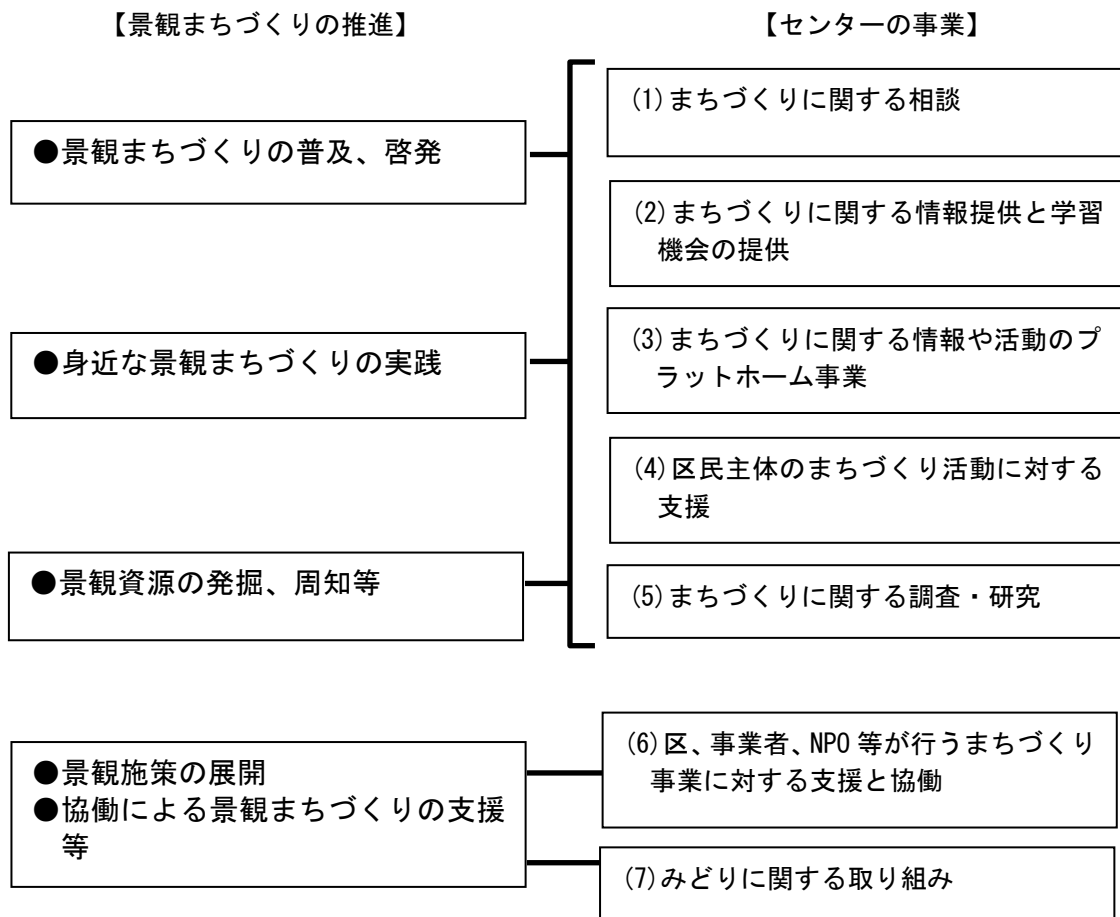 【景観まちづくりの推進】
【センターの事業】
●景観まちづくりの普及、啓発
●身近な景観まちづくりの実践
●景観資源の発掘、周知等
(1)まちづくりに関する相談
(2)まちづくりに関する情報提供と学習
機会の提供
(3)まちづくりに関する情報や活動のプ
ラットホーム事業
(4)区民主体のまちづくり活動に対する
支援
(5)まちづくりに関する調査・研究
●景観施策の展開
●協働による景観まちづくりの支援
等
(6)区、事業者、NPO 等が行うまちづくり
事業に対する支援と協働
(7)みどりに関する取り組み